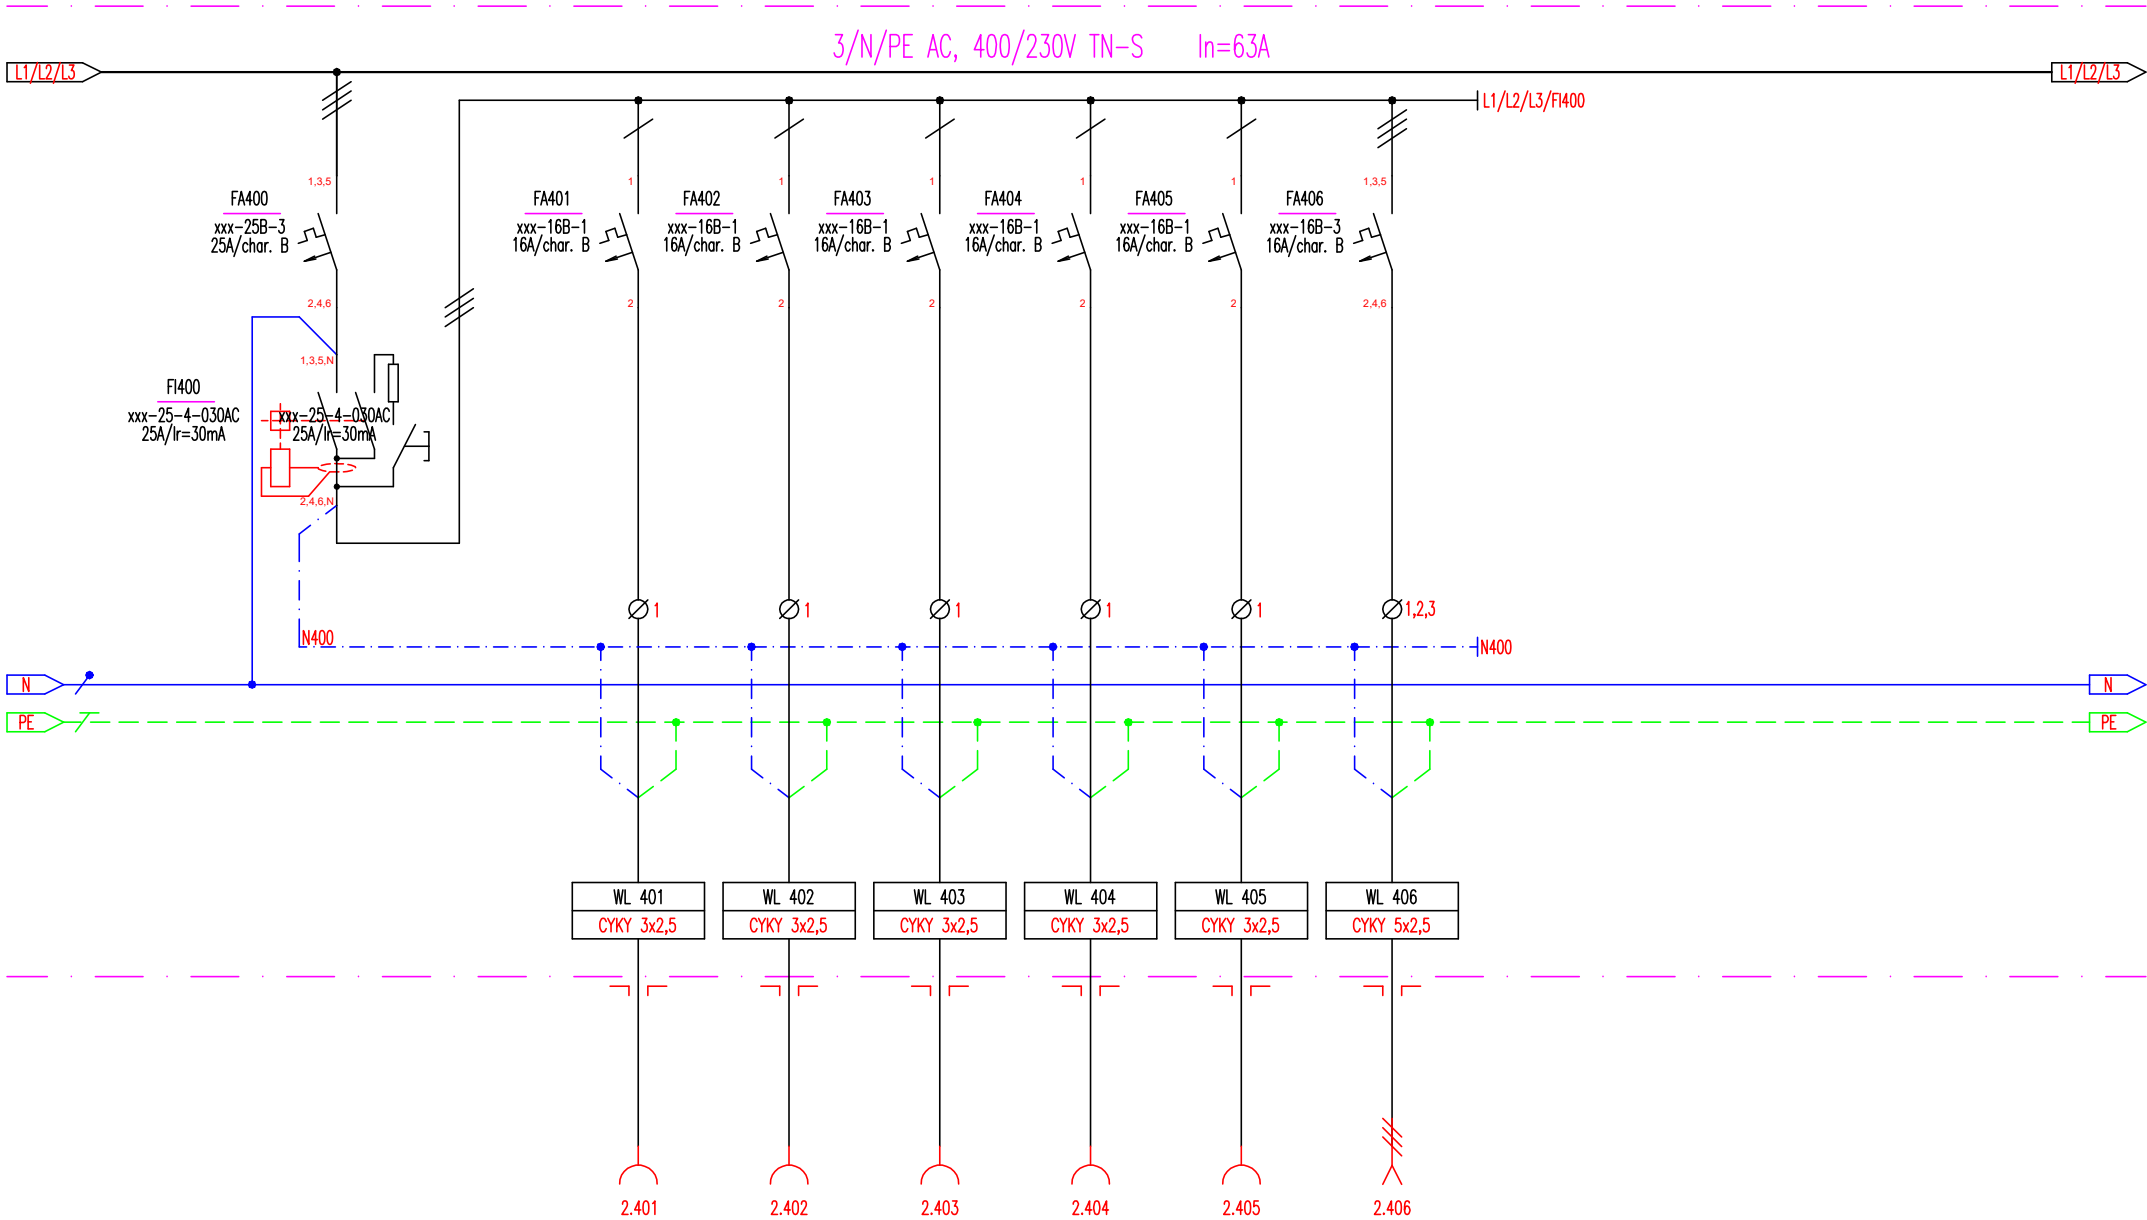 3/N/PE AC, 400/230V TN-S In=63A
L1/L2/L3
L1/L2/L3
L1/L2/L3/FI400
1,3,5
1
1
1
1
1
1,3,5
FA400
xxx-25B-3
25A/char. B
FA401
xxx-16B-1
16A/char. B
FA402
xxx-16B-1
16A/char. B
FA403
xxx-16B-1
16A/char. B
FA404
xxx-16B-1
16A/char. B
FA405
xxx-16B-1
16A/char. B
FA406
xxx-16B-3
16A/char. B
2,4,6
2
2
2
2
2
2,4,6
1,3,5,N
FI400
xxx-25-4-030AC
25A/Ir=30mA
xxx-25-4-030AC
25A/Ir=30mA
2,4,6,N
1
1
1
1
1
1,2,3
N400
N400
N
N
PE
PE
WL 401
CYKY 3x2,5
WL 402
CYKY 3x2,5
WL 403
CYKY 3x2,5
WL 404
CYKY 3x2,5
WL 405
CYKY 3x2,5
WL 406
CYKY 5x2,5
2.401
2.402
2.403
2.404
2.405
2.406